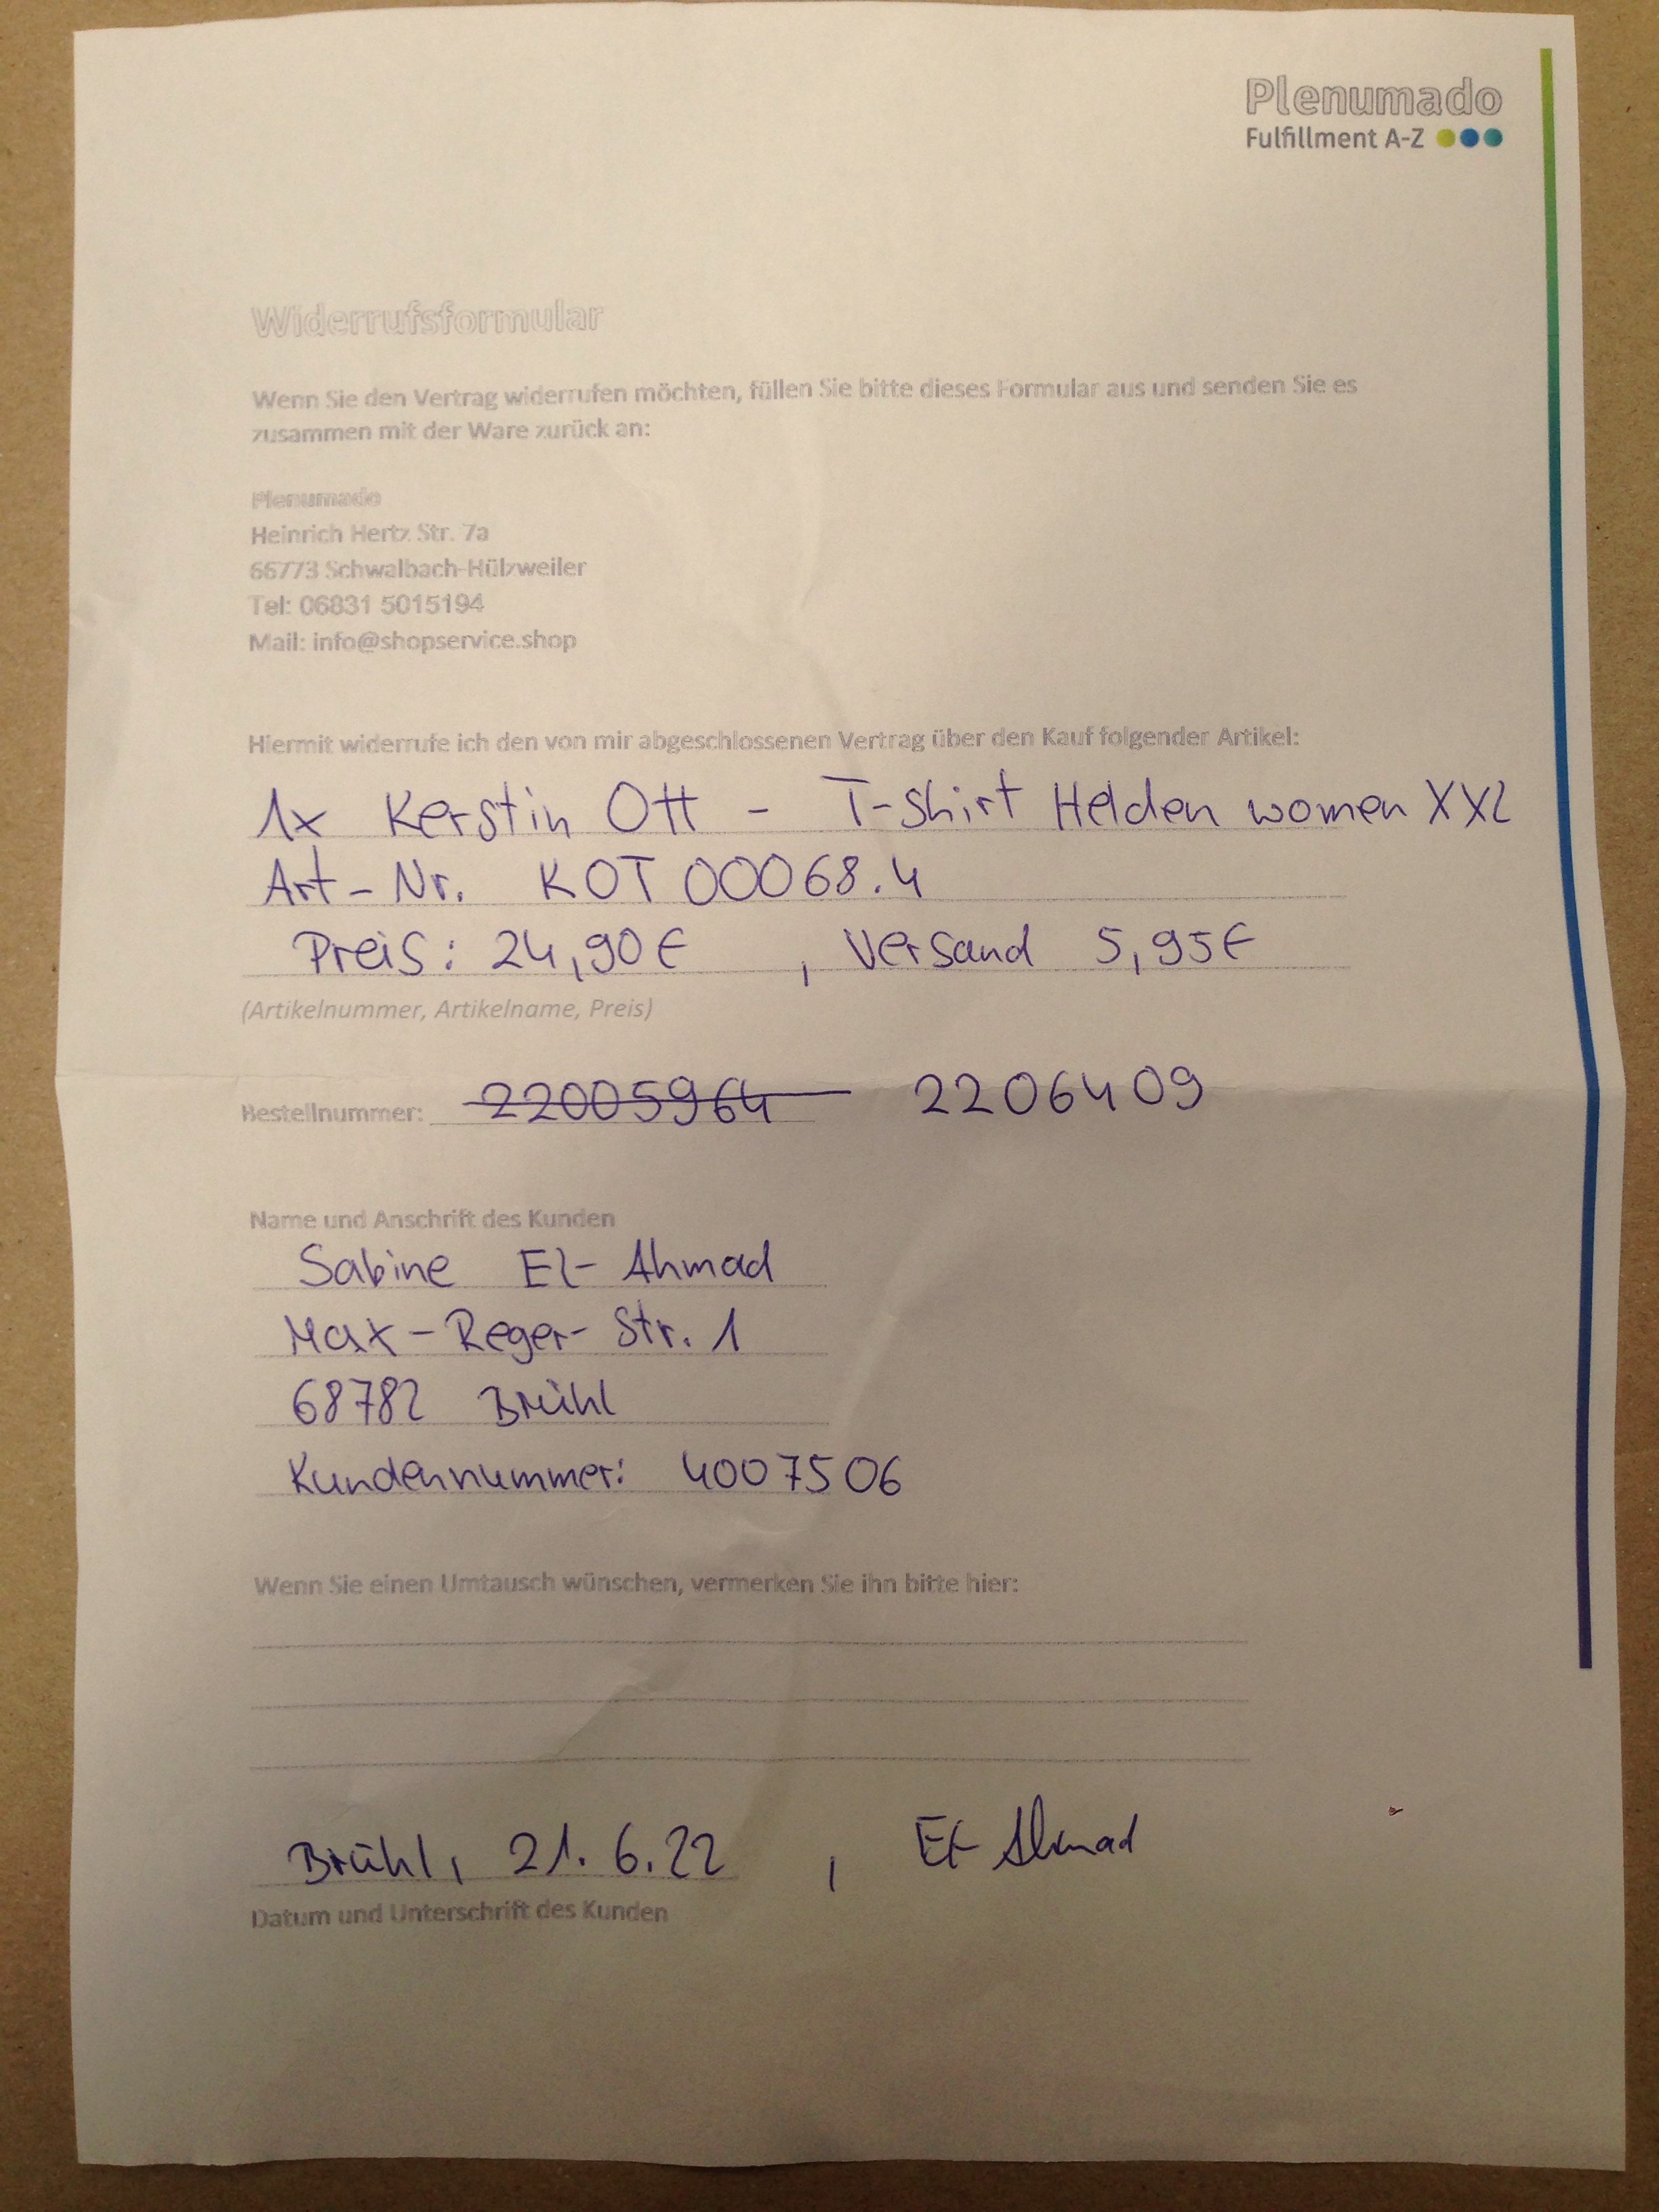 Plenumado
Fulfillment A-Z
Widerrufsformular
Wenn Sie den Vertrag widerrufen möchten, füllen Sie bitte dieses Formular aus und senden Sie es
zusammen mit der Ware zurück an:
Plenumado
Heinrich Hertz Str. 7a
66773 Schwalbach-Hülzweiler
Tel: 06831 5015194
Mail: info@shopservice.shop
Hiermit widerrufe ich den von mir abgeschlossenen Vertrag über den Kauf folgender Artikel:
1x Kerstin Ott - T-Shirt Helden women XXL
Art-Nr. KOT00068.4
Preis: 24,90€ , Versand 5,95€
(Artikelnummer, Artikelname, Preis)
Bestellnummer: 22005964 2206409
Name und Anschrift des Kunden
Sabine El-Ahmad
Max-Reger-Str. 1
68782 Brühl
Kundennummer: 4007506
Wenn Sie einen Umtausch wünschen, vermerken Sie ihn bitte hier:
Brühl, 21.6.22 , El-Ahmad
Datum und Unterschrift des Kunden